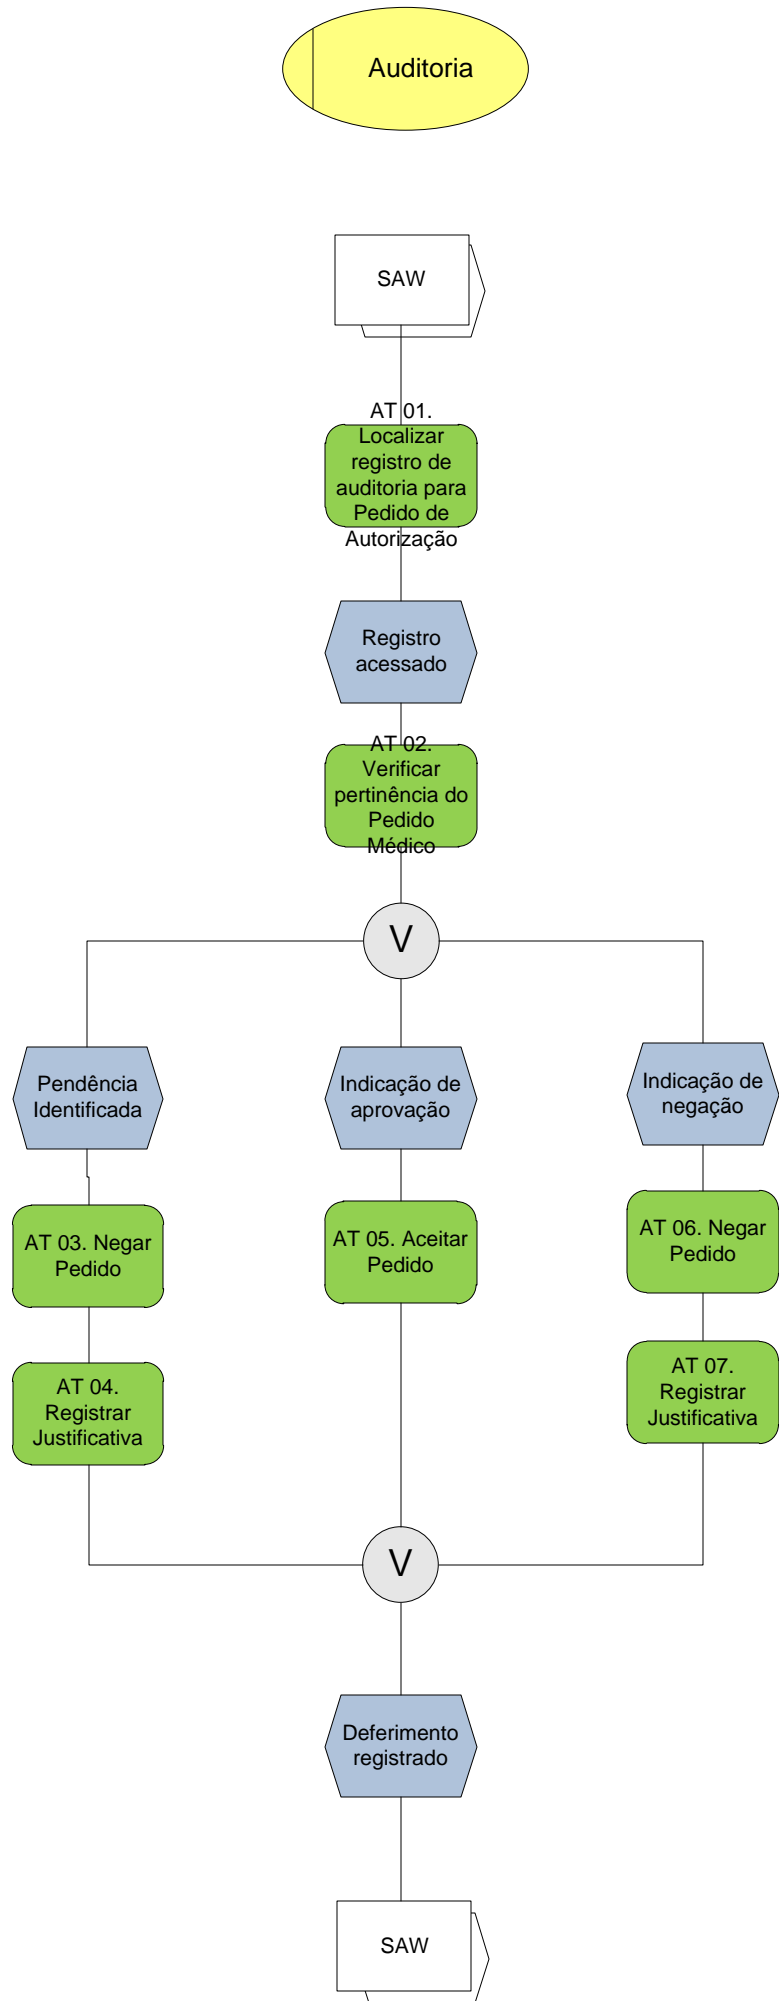 Auditoria
SAW
AT 01.
Localizar
registro de
auditoria para
Pedido de
Autorização
Registro
acessado
AT 02.
Verificar
pertinência do
Pedido
Médico
V
Pendência
Identificada
Indicação de
aprovação
Indicação de
negação
AT 03. Negar
Pedido
AT 05. Aceitar
Pedido
AT 06. Negar
Pedido
AT 04.
Registrar
Justificativa
AT 07.
Registrar
Justificativa
V
Deferimento
registrado
SAW